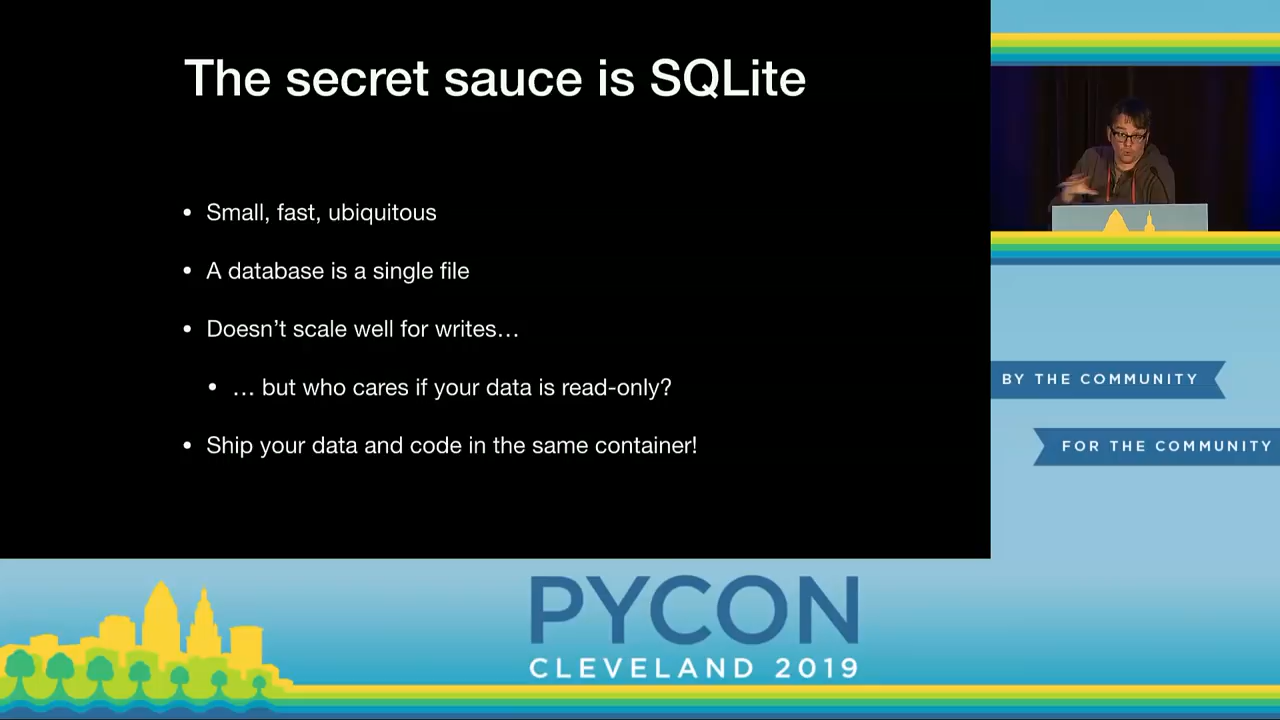 The secret sauce is SQLite
• Small, fast, ubiquitous
• A database is a single file
• Doesn’t scale well for writes…
• … but who cares if your data is read-only?
• Ship your data and code in the same container!
BY THE COMMUNITY
FOR THE COMMUNITY
PYCON
CLEVELAND 2019